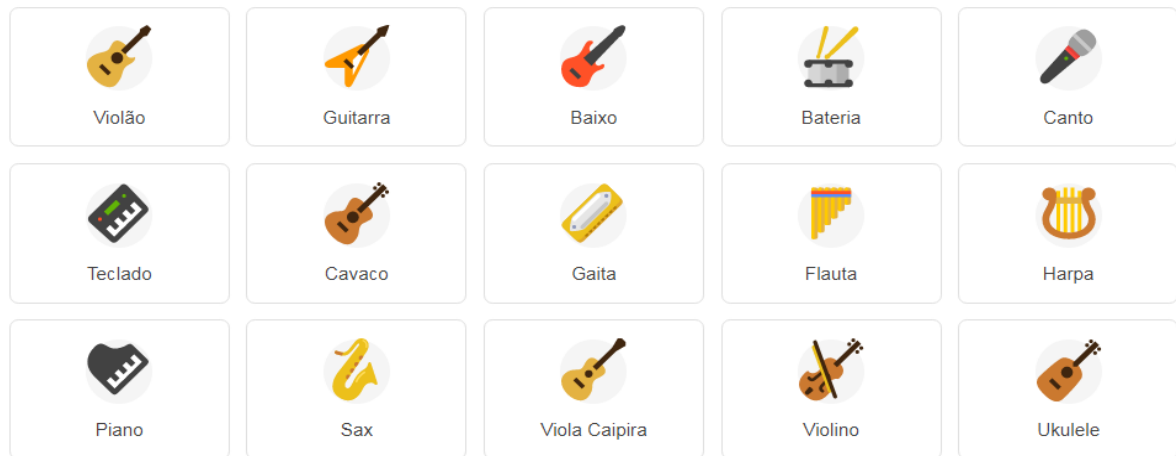 Violão
Guitarra
Baixo
Bateria
Canto
Teclado
Cavaco
Gaita
Flauta
Harpa
Piano
Sax
Viola Caipira
Violino
Ukulele